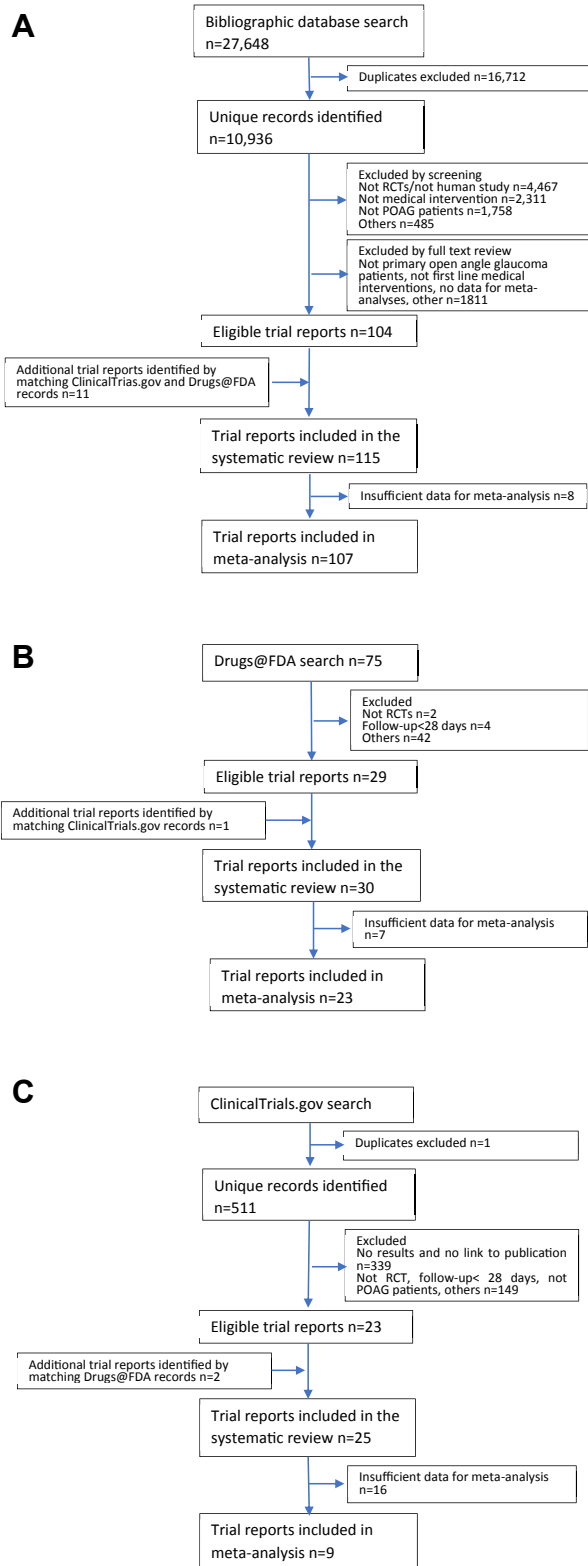 A
Bibliographic database search
n=27,648
Duplicates excluded n=16,712
Unique records identified
n=10,936
Excluded by screening
Not RCTs/not human study n=4,467
Not medical intervention n=2,311
Not POAG patients n=1,758
Others n=485
Excluded by full text review
Not primary open angle glaucoma
patients, not first line medical
interventions, no data for meta-
analyses, other n=1811
Eligible trial reports n=104
Additional trial reports identified by
matching ClinicalTrias.gov and Drugs@FDA
records n=11
Trial reports included in the
systematic review n=115
Insufficient data for meta-analysis n=8
Trial reports included in
meta-analysis n=107
B
Drugs@FDA search n=75
Excluded
Not RCTs n=2
Follow-up<28 days n=4
Others n=42
Eligible trial reports n=29
Additional trial reports identified by
matching ClinicalTrials.gov records n=1
Trial reports included in the
systematic review n=30
Insufficient data for meta-analysis
n=7
Trial reports included in
meta-analysis n=23
C
ClinicalTrials.gov search
Duplicates excluded n=1
Unique records identified
n=511
Excluded
No results and no link to publication
n=339
Not RCT, follow-up< 28 days, not
POAG patients, others n=149
Eligible trial reports n=23
Additional trial reports identified by
matching Drugs@FDA records n=2
Trial reports included in the
systematic review n=25
Insufficient data for meta-analysis
n=16
Trial reports included in
meta-analysis n=9